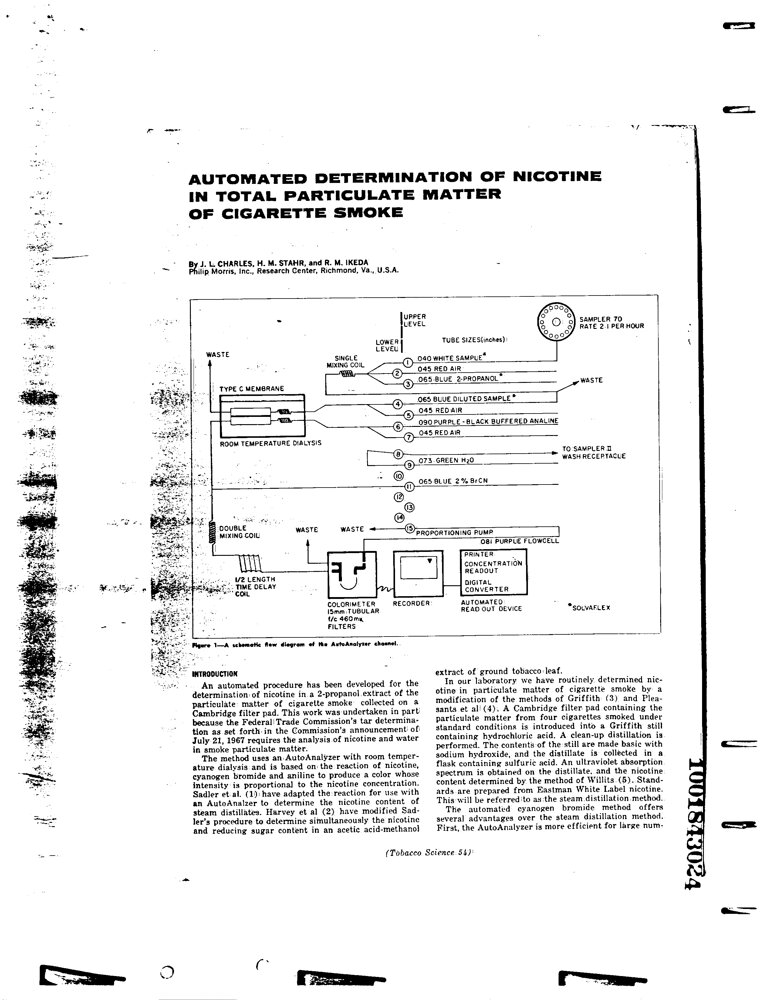 AUTOMATED DETERMINATION OF NICOTINE
IN TOTAL PARTICULATE MATTER
OF CIGARETTE SMOKE
By J. L. CHARLES, H. M. STAHR, and R. M. IKEDA
Philip Morris, Inc., Research Center, Richmond, Va., U.S.A.
UPPER
LEVEL
SAMPLER 70
RATE 2:1 PER HOUR
LOWER
LEVEL
TUBE SIZES(inches)
WASTE
SINGLE
MIXING COIL
1 040 WHITE SAMPLE*
2 045 RED AIR
3 065 BLUE 2-PROPANOL*
WASTE
TYPE C MEMBRANE
4 065 BLUE DILUTED SAMPLE*
5 045 RED AIR
6 090 PURPLE-BLACK BUFFERED ANALINE
7 045 RED AIR
ROOM TEMPERATURE DIALYSIS
8
TO SAMPLER II
WASH RECEPTACLE
9 073 GREEN H2O
10
11 065 BLUE 2% BrCN
12
13
14
DOUBLE
MIXING COIL
WASTE
WASTE
15 PROPORTIONING PUMP
081 PURPLE FLOWCELL
PRINTER
CONCENTRATION
READOUT
DIGITAL
CONVERTER
1/2 LENGTH
TIME DELAY
COIL
COLORIMETER
15mm TUBULAR
f/c 460mμ
FILTERS
RECORDER
AUTOMATED
READ OUT DEVICE
*SOLVAFLEX
Figure 1—A schematic flow diagram of the AutoAnalyzer channel.
INTRODUCTION
An automated procedure has been developed for the
determination of nicotine in a 2-propanol extract of the
particulate matter of cigarette smoke collected on a
Cambridge filter pad. This work was undertaken in part
because the Federal Trade Commission's tar determina-
tion as set forth in the Commission's announcement of
July 21, 1967 requires the analysis of nicotine and water
in smoke particulate matter.
The method uses an AutoAnalyzer with room temper-
ature dialysis and is based on the reaction of nicotine,
cyanogen bromide and aniline to produce a color whose
intensity is proportional to the nicotine concentration.
Sadler et al. (1) have adapted the reaction for use with
an AutoAnalzer to determine the nicotine content of
steam distillates. Harvey et al (2) have modified Sad-
ler's procedure to determine simultaneously the nicotine
and reducing sugar content in an acetic acid-methanol
extract of ground tobacco leaf.
In our laboratory we have routinely determined nic-
otine in particulate matter of cigarette smoke by a
modification of the methods of Griffith (3) and Plea-
sants et al (4). A Cambridge filter pad containing the
particulate matter from four cigarettes smoked under
standard conditions is introduced into a Griffith still
containing hydrochloric acid. A clean-up distillation is
performed. The contents of the still are made basic with
sodium hydroxide, and the distillate is collected in a
flask containing sulfuric acid. An ultraviolet absorption
spectrum is obtained on the distillate, and the nicotine
content determined by the method of Willits (5). Stand-
ards are prepared from Eastman White Label nicotine.
This will be referred to as the steam distillation method.
The automated cyanogen bromide method offers
several advantages over the steam distillation method.
First, the AutoAnalyzer is more efficient for large num-
(Tobacco Science 54)
1001843024